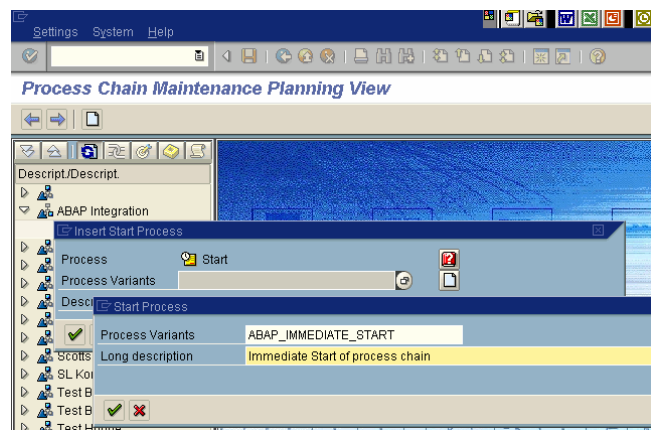 Settings System Help
Process Chain Maintenance Planning View
Descript./Descript.
ABAP Integration
Insert Start Process
Process Start
Process Variants
Start Process
Process Variants ABAP_IMMEDIATE_START
Long description Immediate Start of process chain
Scotts
SL Ko
Test B
Test B